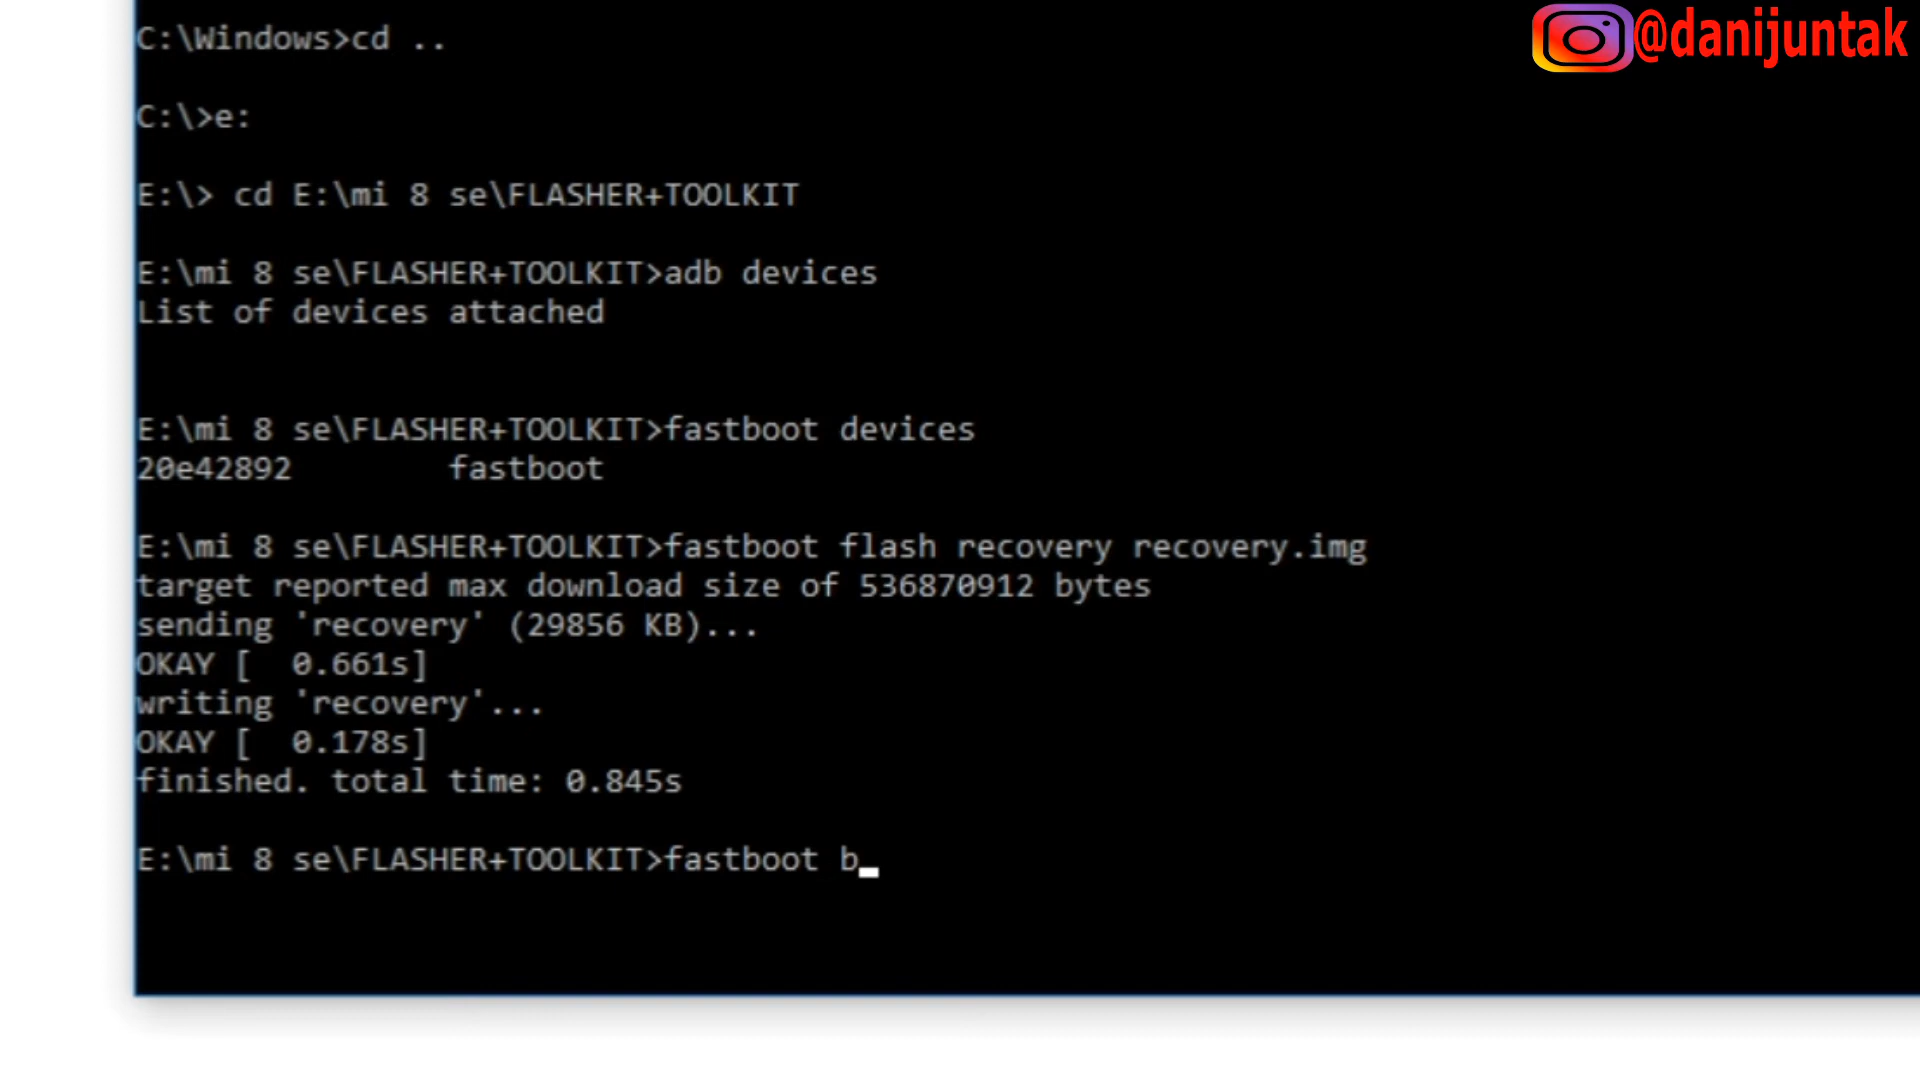 @danijuntak
C:\Windows>cd ..
C:\>e:
E:\> cd E:\mi 8 se\FLASHER+TOOLKIT
E:\mi 8 se\FLASHER+TOOLKIT>adb devices
List of devices attached
E:\mi 8 se\FLASHER+TOOLKIT>fastboot devices
20e42892        fastboot
E:\mi 8 se\FLASHER+TOOLKIT>fastboot flash recovery recovery.img
target reported max download size of 536870912 bytes
sending 'recovery' (29856 KB)...
OKAY [  0.661s]
writing 'recovery'...
OKAY [  0.178s]
finished. total time: 0.845s
E:\mi 8 se\FLASHER+TOOLKIT>fastboot b_